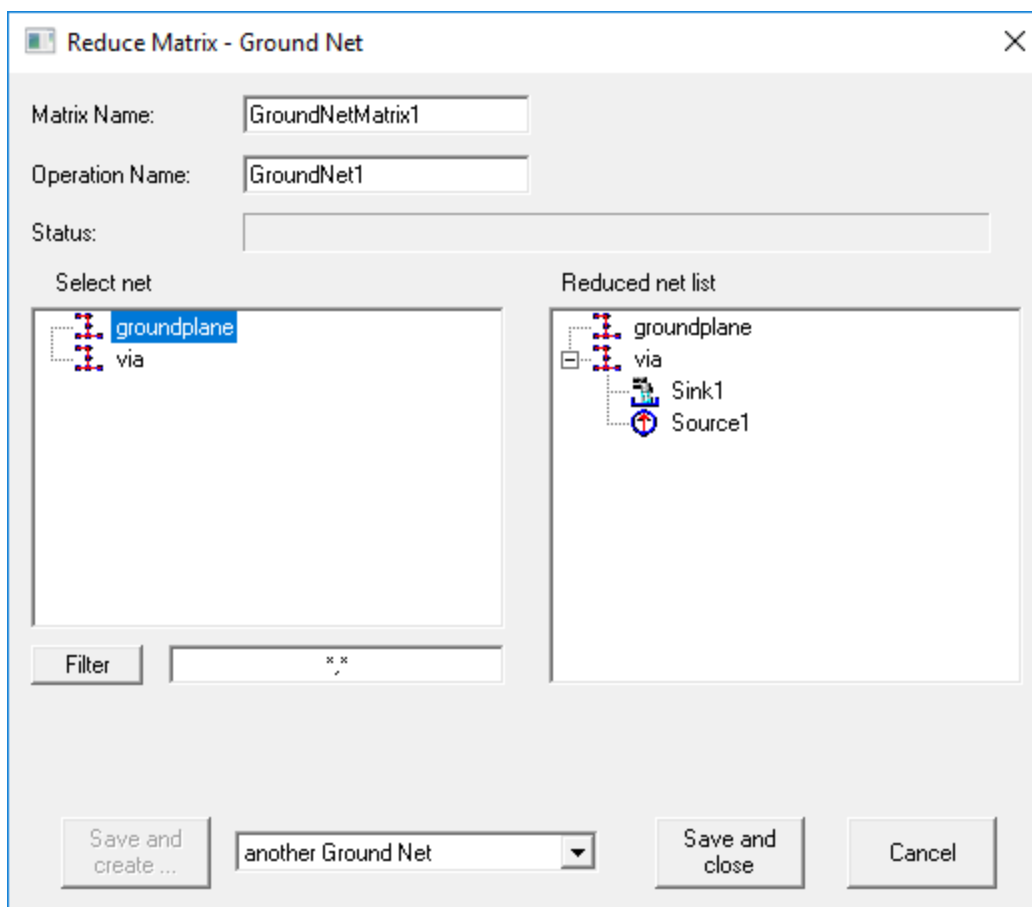 Reduce Matrix - Ground Net
Matrix Name: GroundNetMatrix1
Operation Name: GroundNet1
Status:
Select net
groundplane
via
Filter *,*
Reduced net list
groundplane
via
Sink1
Source1
Save and
create ...
another Ground Net
Save and
close
Cancel